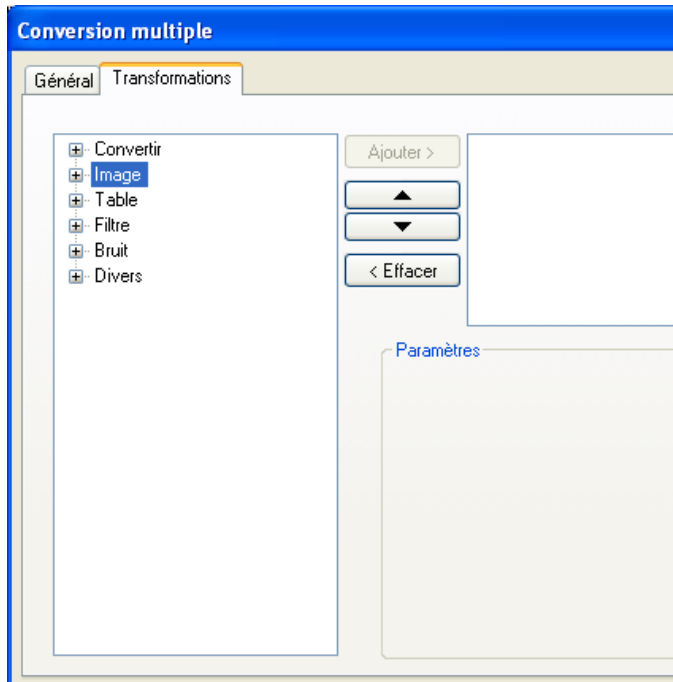 Conversion multiple
Général Transformations
Convertir
Image
Table
Filtre
Bruit
Divers
Ajouter >
< Effacer
Paramètres